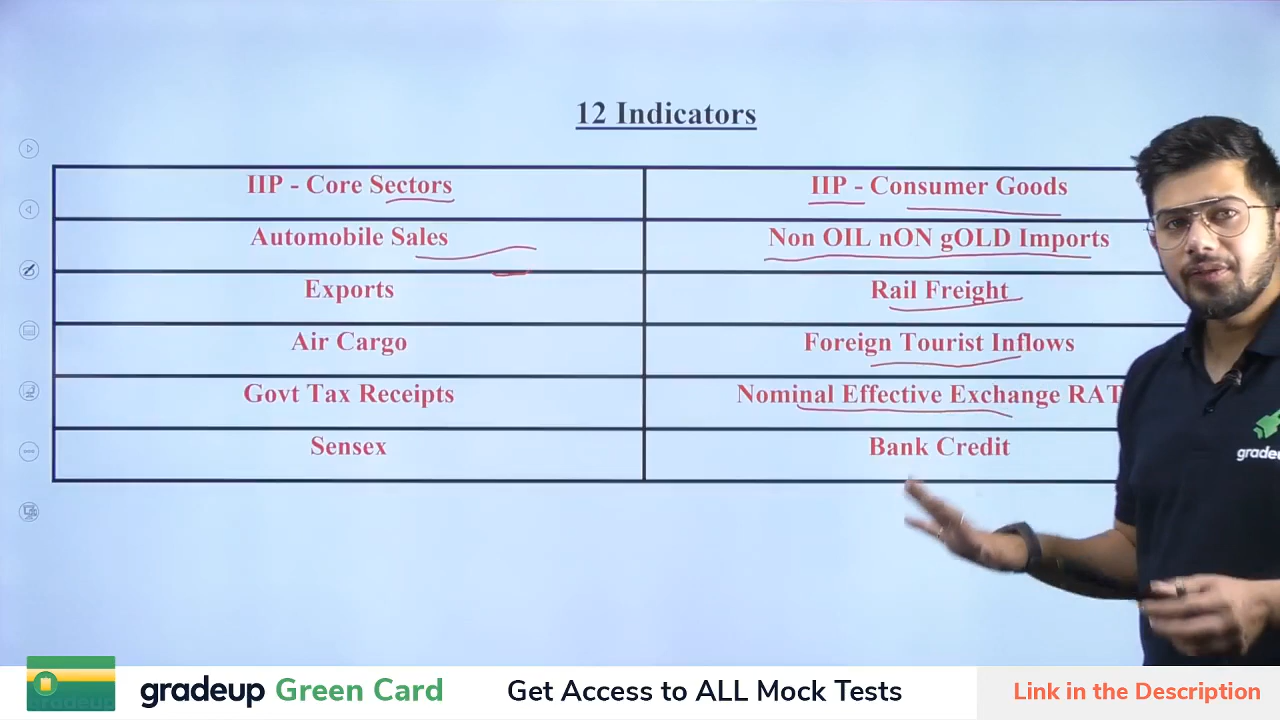 12 Indicators
IIP - Core Sectors
IIP - Consumer Goods
Automobile Sales
Non OIL nON gOLD Imports
Exports
Rail Freight
Air Cargo
Foreign Tourist Inflows
Govt Tax Receipts
Nominal Effective Exchange RAT
Sensex
Bank Credit
gradeu
gradeup Green Card
Get Access to ALL Mock Tests
Link in the Description